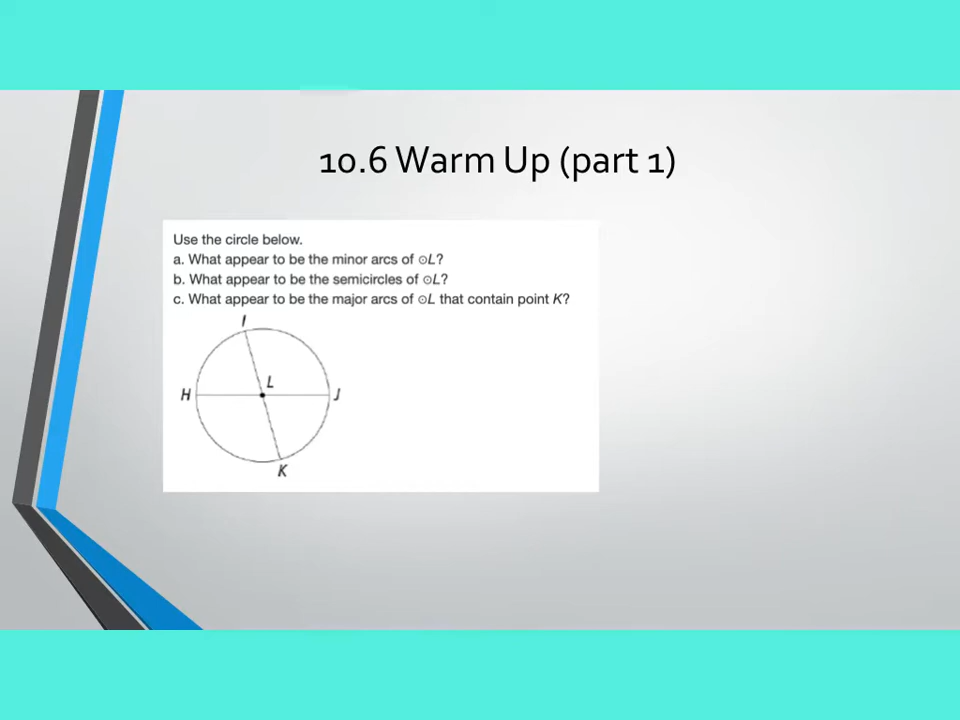 10.6 Warm Up (part 1)
Use the circle below.
a. What appear to be the minor arcs of ⊙L?
b. What appear to be the semicircles of ⊙L?
c. What appear to be the major arcs of ⊙L that contain point K?
I
L
H
J
K